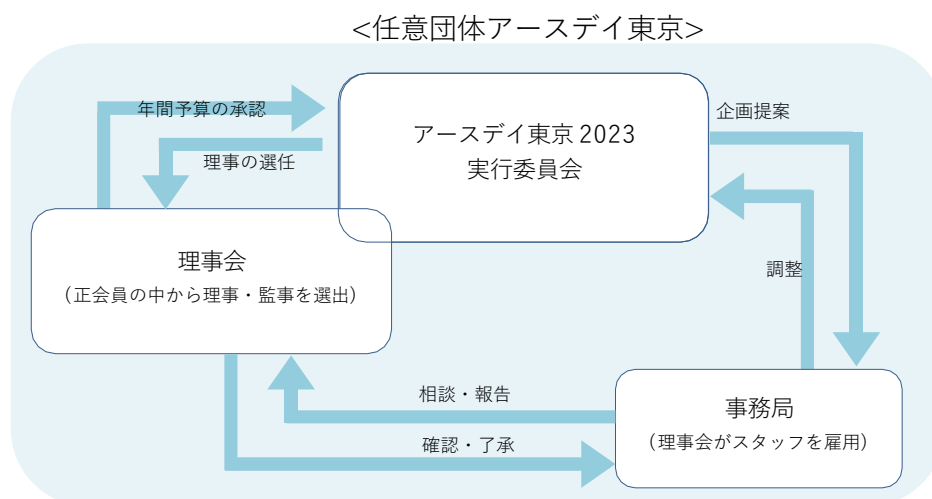 <任意団体アースデイ東京>
年間予算の承認
企画提案
アースデイ東京 2023
実行委員会
理事の選任
理事会
(正会員の中から理事・監事を選出)
調整
相談・報告
確認・了承
事務局
(理事会がスタッフを雇用)